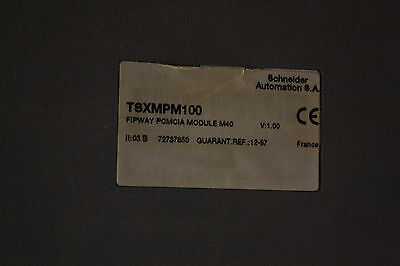 Schneider
Automation S.A.
TSXMPM100
FIPWAY PCMCIA MODULE M40 V:1.00
CE
II:03 B 72737850 GUARANT.REF.:12-97
France